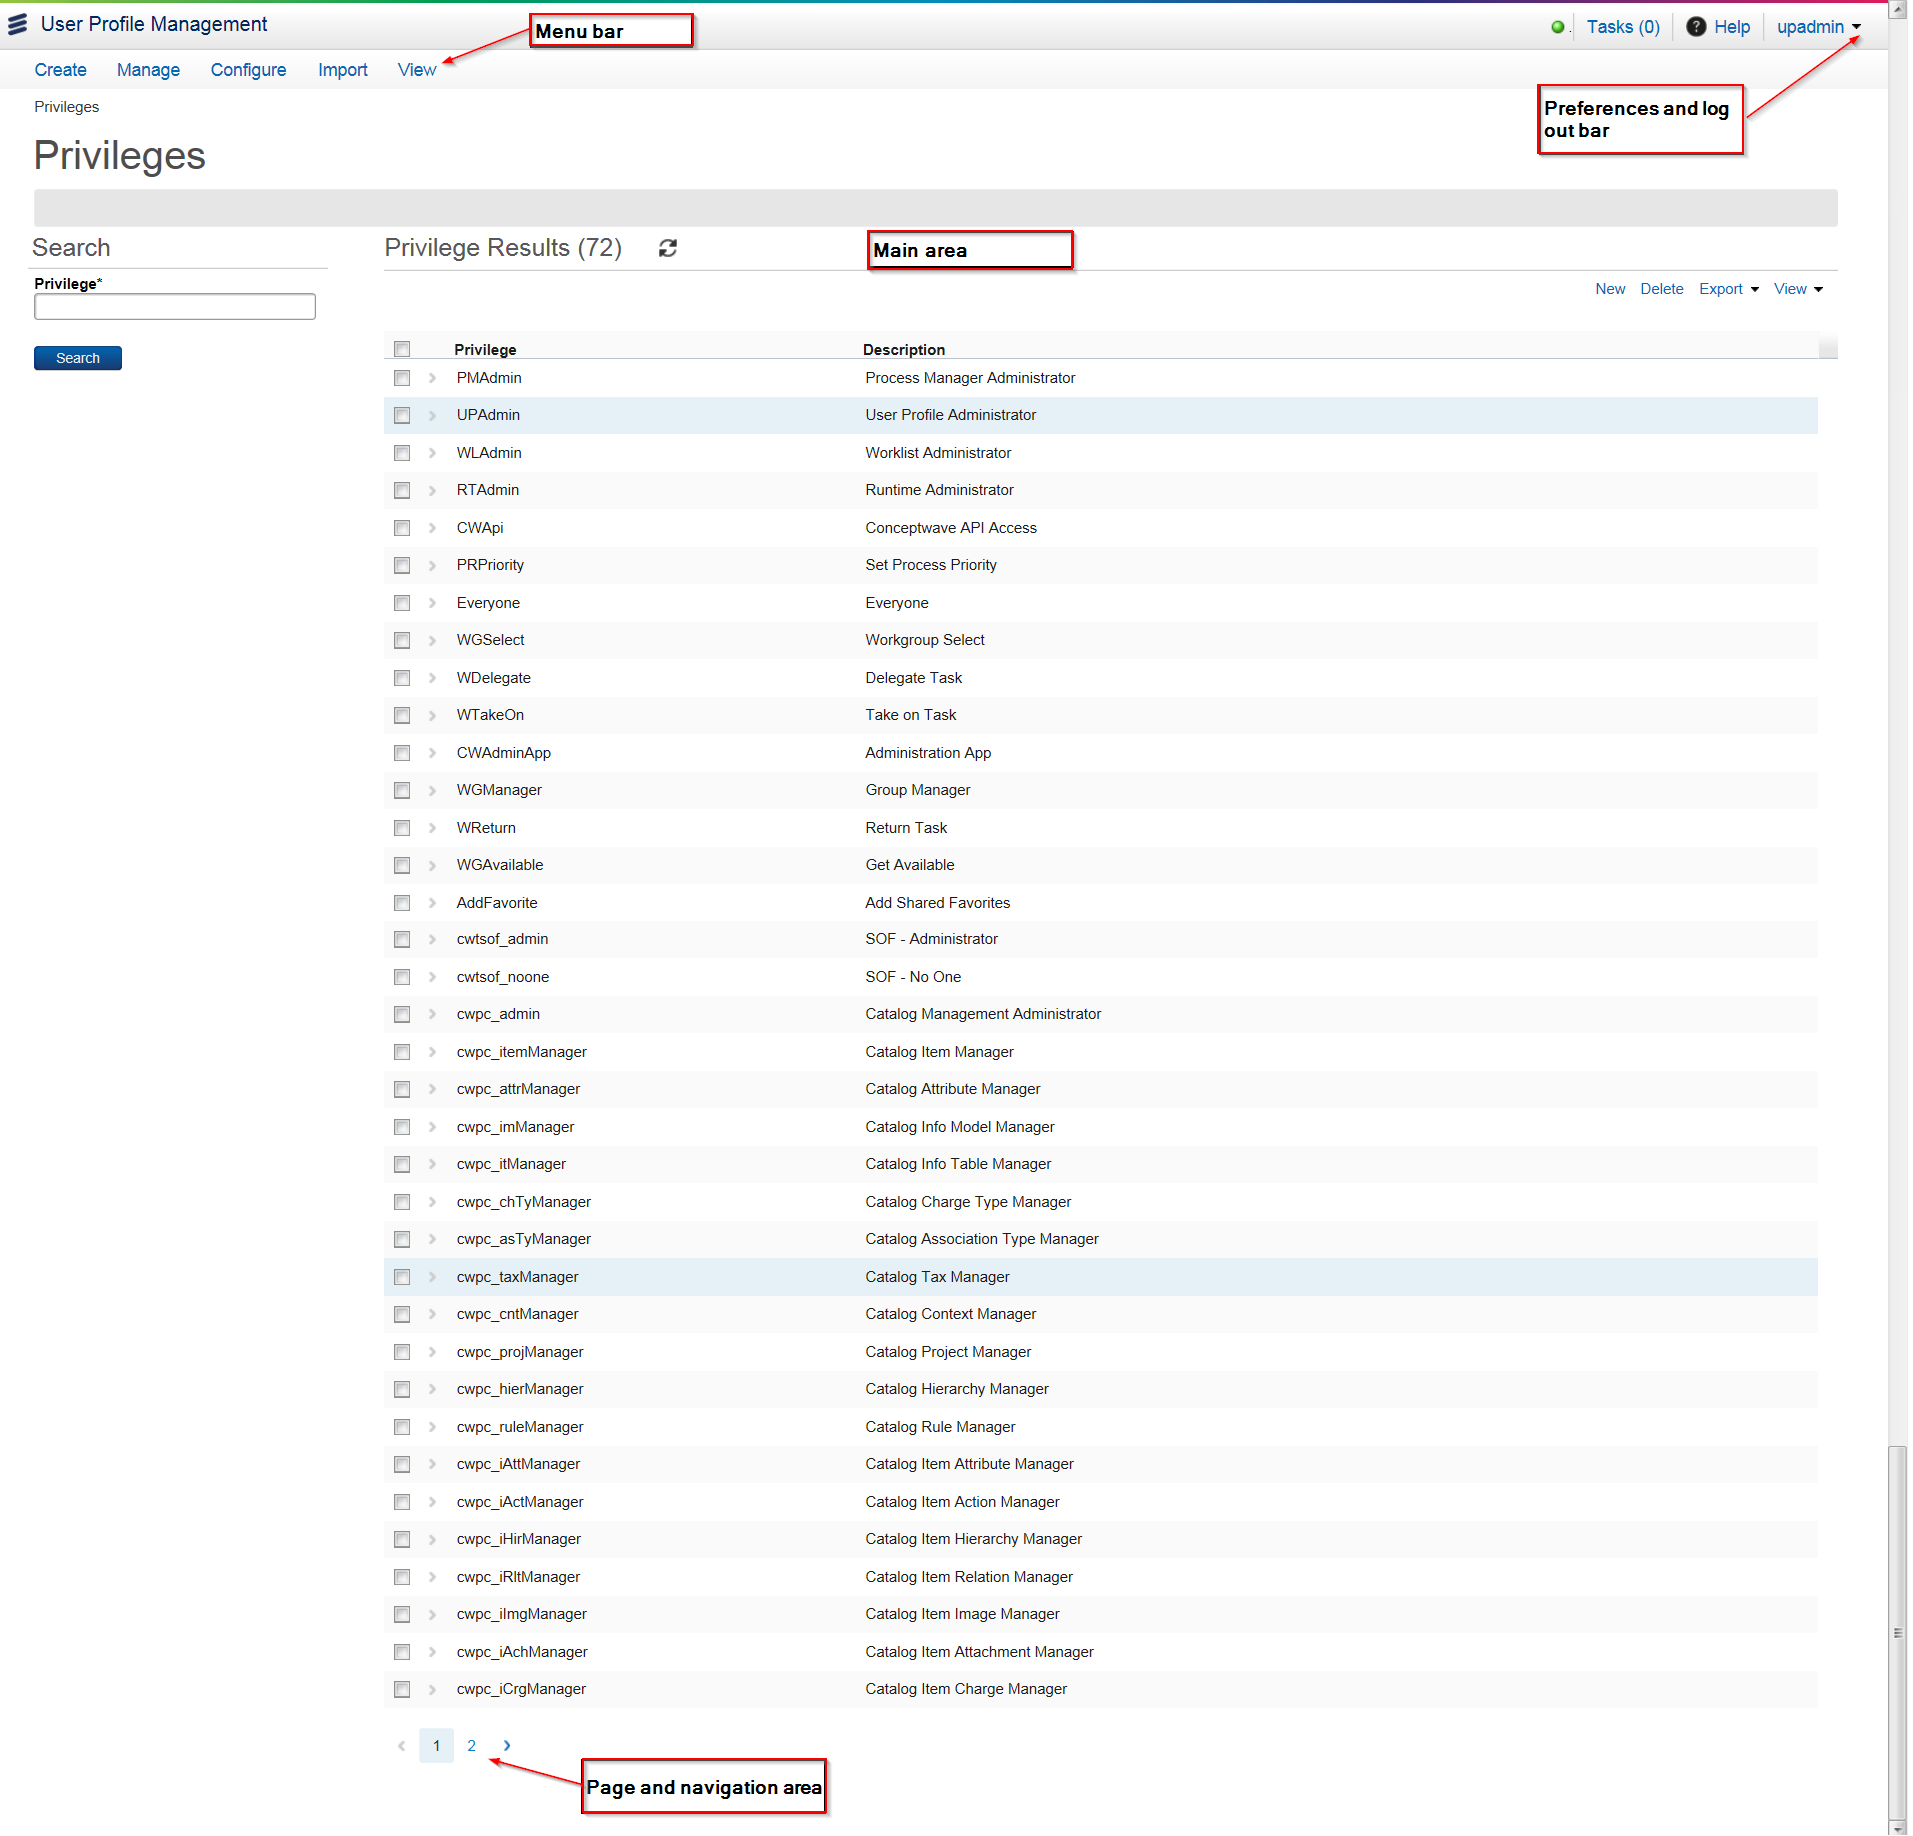 User Profile Management
Menu bar
Tasks (0)
Help
upadmin
Create Manage Configure Import View
Preferences and log
out bar
Privileges
Privileges
Search
Privilege Results (72)
Main area
Privilege*
New Delete Export View
Search
Privilege Description
PMAdmin Process Manager Administrator
UPAdmin User Profile Administrator
WLAdmin Worklist Administrator
RTAdmin Runtime Administrator
CWApi Conceptwave API Access
PRPriority Set Process Priority
Everyone Everyone
WGSelect Workgroup Select
WDelegate Delegate Task
WTakeOn Take on Task
CWAdminApp Administration App
WGManager Group Manager
WReturn Return Task
WGAvailable Get Available
AddFavorite Add Shared Favorites
cwtsof_admin SOF - Administrator
cwtsof_noone SOF - No One
cwpc_admin Catalog Management Administrator
cwpc_itemManager Catalog Item Manager
cwpc_attrManager Catalog Attribute Manager
cwpc_imManager Catalog Info Model Manager
cwpc_itManager Catalog Info Table Manager
cwpc_chTyManager Catalog Charge Type Manager
cwpc_asTyManager Catalog Association Type Manager
cwpc_taxManager Catalog Tax Manager
cwpc_cntManager Catalog Context Manager
cwpc_projManager Catalog Project Manager
cwpc_hierManager Catalog Hierarchy Manager
cwpc_ruleManager Catalog Rule Manager
cwpc_iAttManager Catalog Item Attribute Manager
cwpc_iActManager Catalog Item Action Manager
cwpc_iHirManager Catalog Item Hierarchy Manager
cwpc_iRltManager Catalog Item Relation Manager
cwpc_iImgManager Catalog Item Image Manager
cwpc_iAchManager Catalog Item Attachment Manager
cwpc_iCrgManager Catalog Item Charge Manager
1 2
Page and navigation area